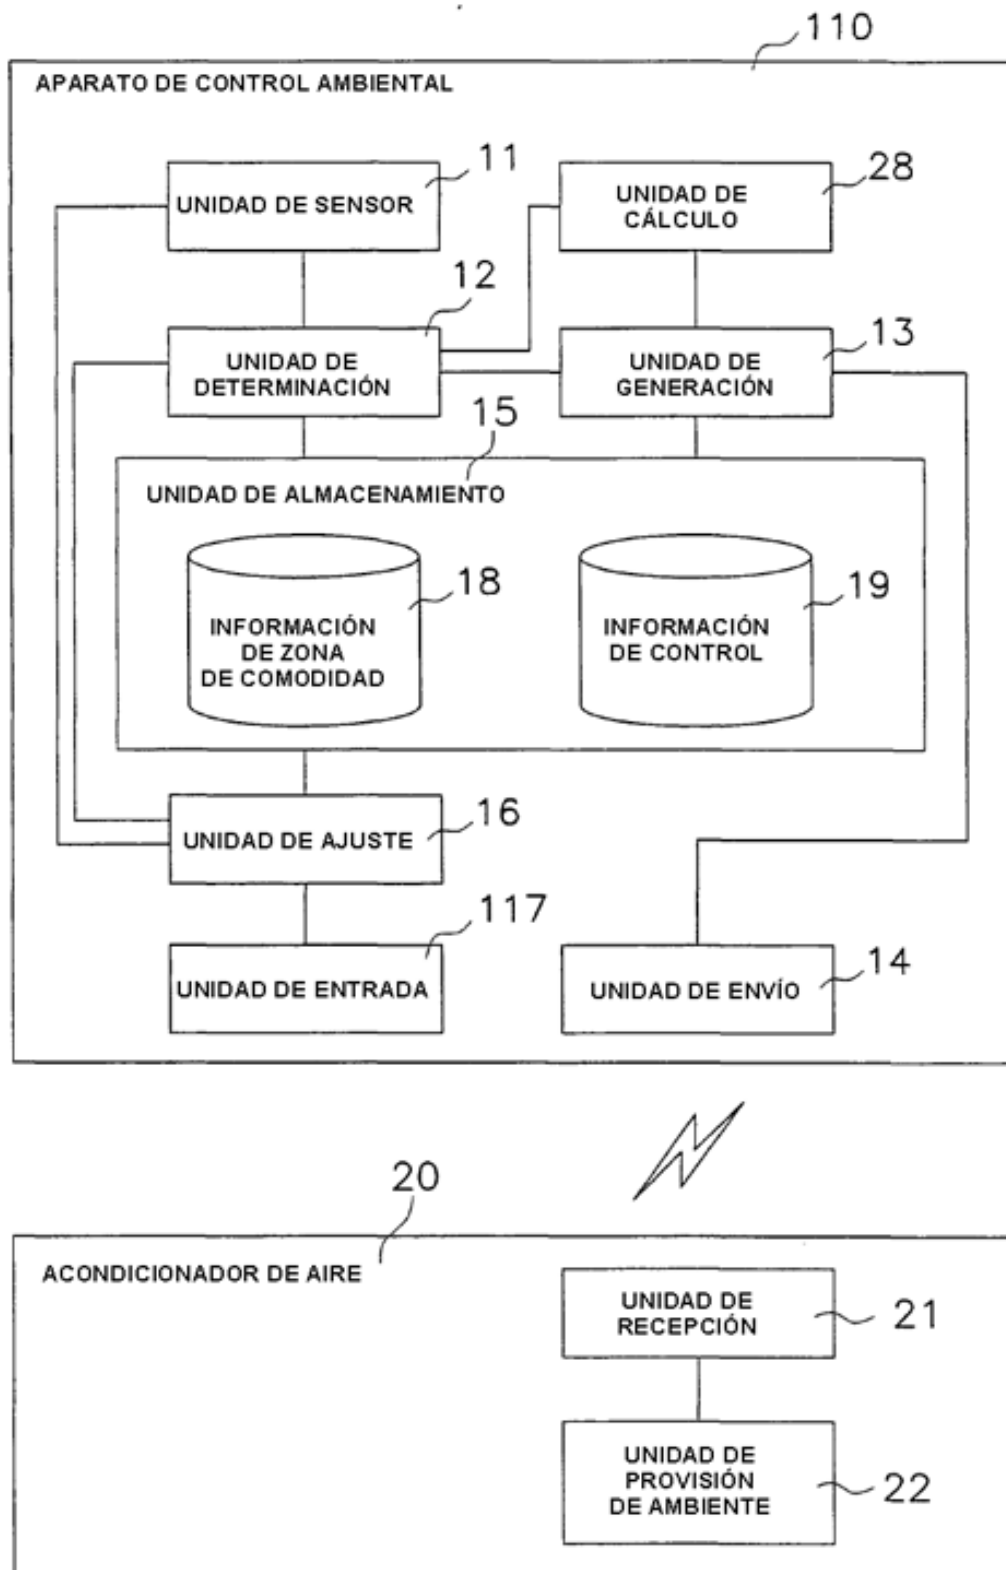 110
APARATO DE CONTROL AMBIENTAL
11
UNIDAD DE SENSOR
28
UNIDAD DE
CÁLCULO
12
UNIDAD DE
DETERMINACIÓN
13
UNIDAD DE
GENERACIÓN
15
UNIDAD DE ALMACENAMIENTO
18
INFORMACIÓN
DE ZONA
DE COMODIDAD
19
INFORMACIÓN
DE CONTROL
16
UNIDAD DE AJUSTE
117
UNIDAD DE ENTRADA
14
UNIDAD DE ENVÍO
20
ACONDICIONADOR DE AIRE
UNIDAD DE
RECEPCIÓN
21
UNIDAD DE
PROVISIÓN
DE AMBIENTE
22